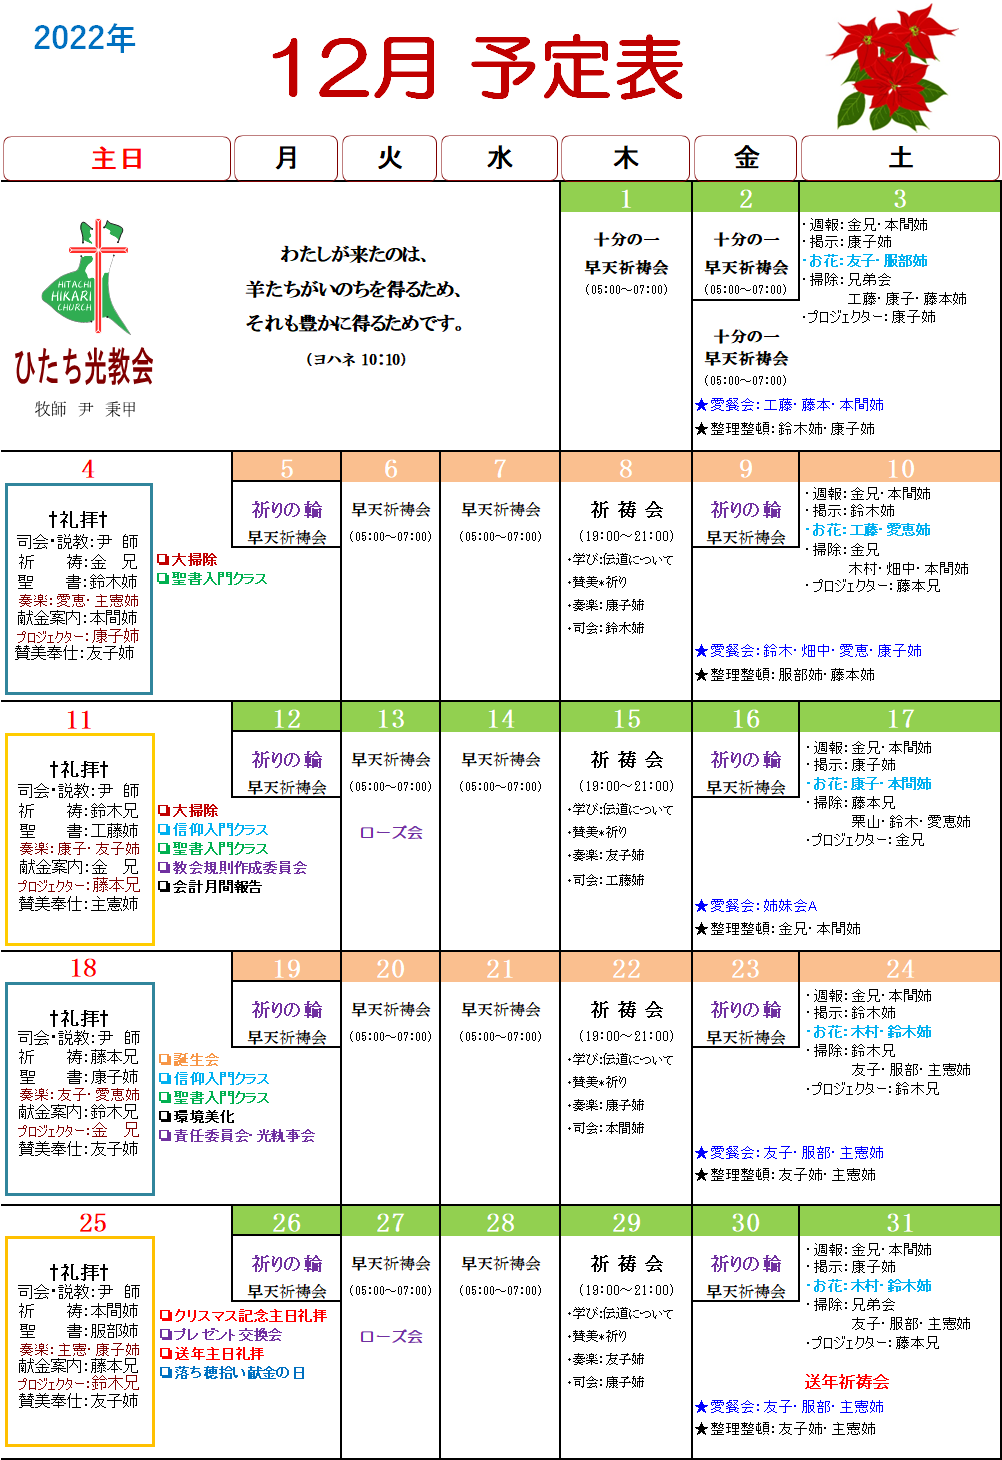 2022年
12月 予定表
主日 月 火 水 木 金 土
HITACHI
HIKARI
CHURCH
ひたち光教会
牧師 尹 秉甲
わたしが来たのは、
羊たちがいのちを得るため、
それも豊かに得るためです。
(ヨハネ 10:10)
1
十分の一
早天祈祷会
(05:00～07:00)
2
十分の一
早天祈祷会
(05:00～07:00)
十分の一
早天祈祷会
(05:00～07:00)
★愛餐会:工藤・藤本・本間姉
★整理整頓:鈴木姉・康子姉
3
・週報:金兄・本間姉
・掲示:康子姉
・お花:友子・服部姉
・掃除:兄弟会
工藤・康子・藤本姉
・プロジェクター:康子姉
4
†礼拝†
司会・説教:尹 師
祈 祷:金 兄
聖 書:鈴木姉
奏楽:愛恵・主憲姉
献金案内:本間姉
プロジェクター:康子姉
賛美奉仕:友子姉
❏大掃除
❏聖書入門クラス
5
祈りの輪
早天祈祷会
6
早天祈祷会
(05:00～07:00)
7
早天祈祷会
(05:00～07:00)
8
祈 祷 会
(19:00～21:00)
・学び:伝道について
・賛美*祈り
・奏楽:康子姉
・司会:鈴木姉
9
祈りの輪
早天祈祷会
★愛餐会:鈴木・畑中・愛恵・康子姉
★整理整頓:服部姉・藤本姉
10
・週報:金兄・本間姉
・掲示:鈴木姉
・お花:工藤・愛恵姉
・掃除:金兄
木村・畑中・本間姉
・プロジェクター:藤本兄
11
†礼拝†
司会・説教:尹 師
祈 祷:鈴木兄
聖 書:工藤姉
奏楽:康子・友子姉
献金案内:金 兄
プロジェクター:藤本兄
賛美奉仕:主憲姉
❏大掃除
❏信仰入門クラス
❏聖書入門クラス
❏教会規則作成委員会
❏会計月間報告
12
祈りの輪
早天祈祷会
13
早天祈祷会
(05:00～07:00)
ローズ会
14
早天祈祷会
(05:00～07:00)
15
祈 祷 会
(19:00～21:00)
・学び:伝道について
・賛美*祈り
・奏楽:友子姉
・司会:工藤姉
16
祈りの輪
早天祈祷会
★愛餐会:姉妹会A
★整理整頓:金兄・本間姉
17
・週報:金兄・本間姉
・掲示:康子姉
・お花:康子・本間姉
・掃除:藤本兄
栗山・鈴木・愛恵姉
・プロジェクター:金兄
18
†礼拝†
司会・説教:尹 師
祈 祷:藤本兄
聖 書:康子姉
奏楽:友子・愛恵姉
献金案内:鈴木兄
プロジェクター:金 兄
賛美奉仕:友子姉
❏誕生会
❏信仰入門クラス
❏聖書入門クラス
❏環境美化
❏責任委員会・光執事会
19
祈りの輪
早天祈祷会
20
早天祈祷会
(05:00～07:00)
21
早天祈祷会
(05:00～07:00)
22
祈 祷 会
(19:00～21:00)
・学び:伝道について
・賛美*祈り
・奏楽:康子姉
・司会:本間姉
23
祈りの輪
早天祈祷会
★愛餐会:友子・服部・主憲姉
★整理整頓:友子姉・主憲姉
24
・週報:金兄・本間姉
・掲示:鈴木姉
・お花:木村・鈴木姉
・掃除:鈴木兄
友子・服部・主憲姉
・プロジェクター:鈴木兄
25
†礼拝†
司会・説教:尹 師
祈 祷:本間姉
聖 書:服部姉
奏楽:主憲・康子姉
献金案内:藤本兄
プロジェクター:鈴木兄
賛美奉仕:友子姉
❏クリスマス記念主日礼拝
❏プレゼント交換会
❏送年主日礼拝
❏落ち穂拾い献金の日
26
祈りの輪
早天祈祷会
27
早天祈祷会
(05:00～07:00)
ローズ会
28
早天祈祷会
(05:00～07:00)
29
祈 祷 会
(19:00～21:00)
・学び:伝道について
・賛美*祈り
・奏楽:友子姉
・司会:康子姉
30
祈りの輪
早天祈祷会
31
・週報:金兄・本間姉
・掲示:康子姉
・お花:木村・鈴木姉
・掃除:兄弟会
友子・服部・主憲姉
・プロジェクター:藤本兄
送年祈祷会
★愛餐会:友子・服部・主憲姉
★整理整頓:友子姉・主憲姉